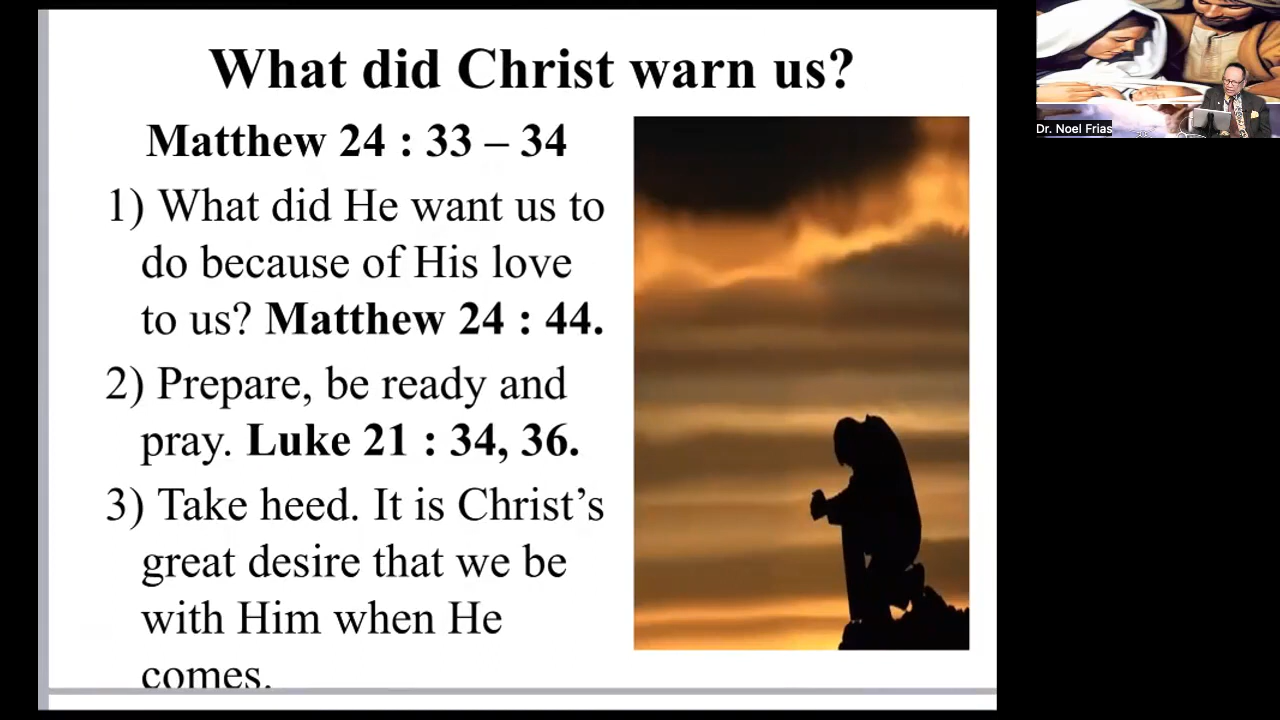 What did Christ warn us?
Matthew 24 : 33 – 34
1) What did He want us to
do because of His love
to us? Matthew 24 : 44.
2) Prepare, be ready and
pray. Luke 21 : 34, 36.
3) Take heed. It is Christ’s
great desire that we be
with Him when He
comes.
Dr. Noel Frias